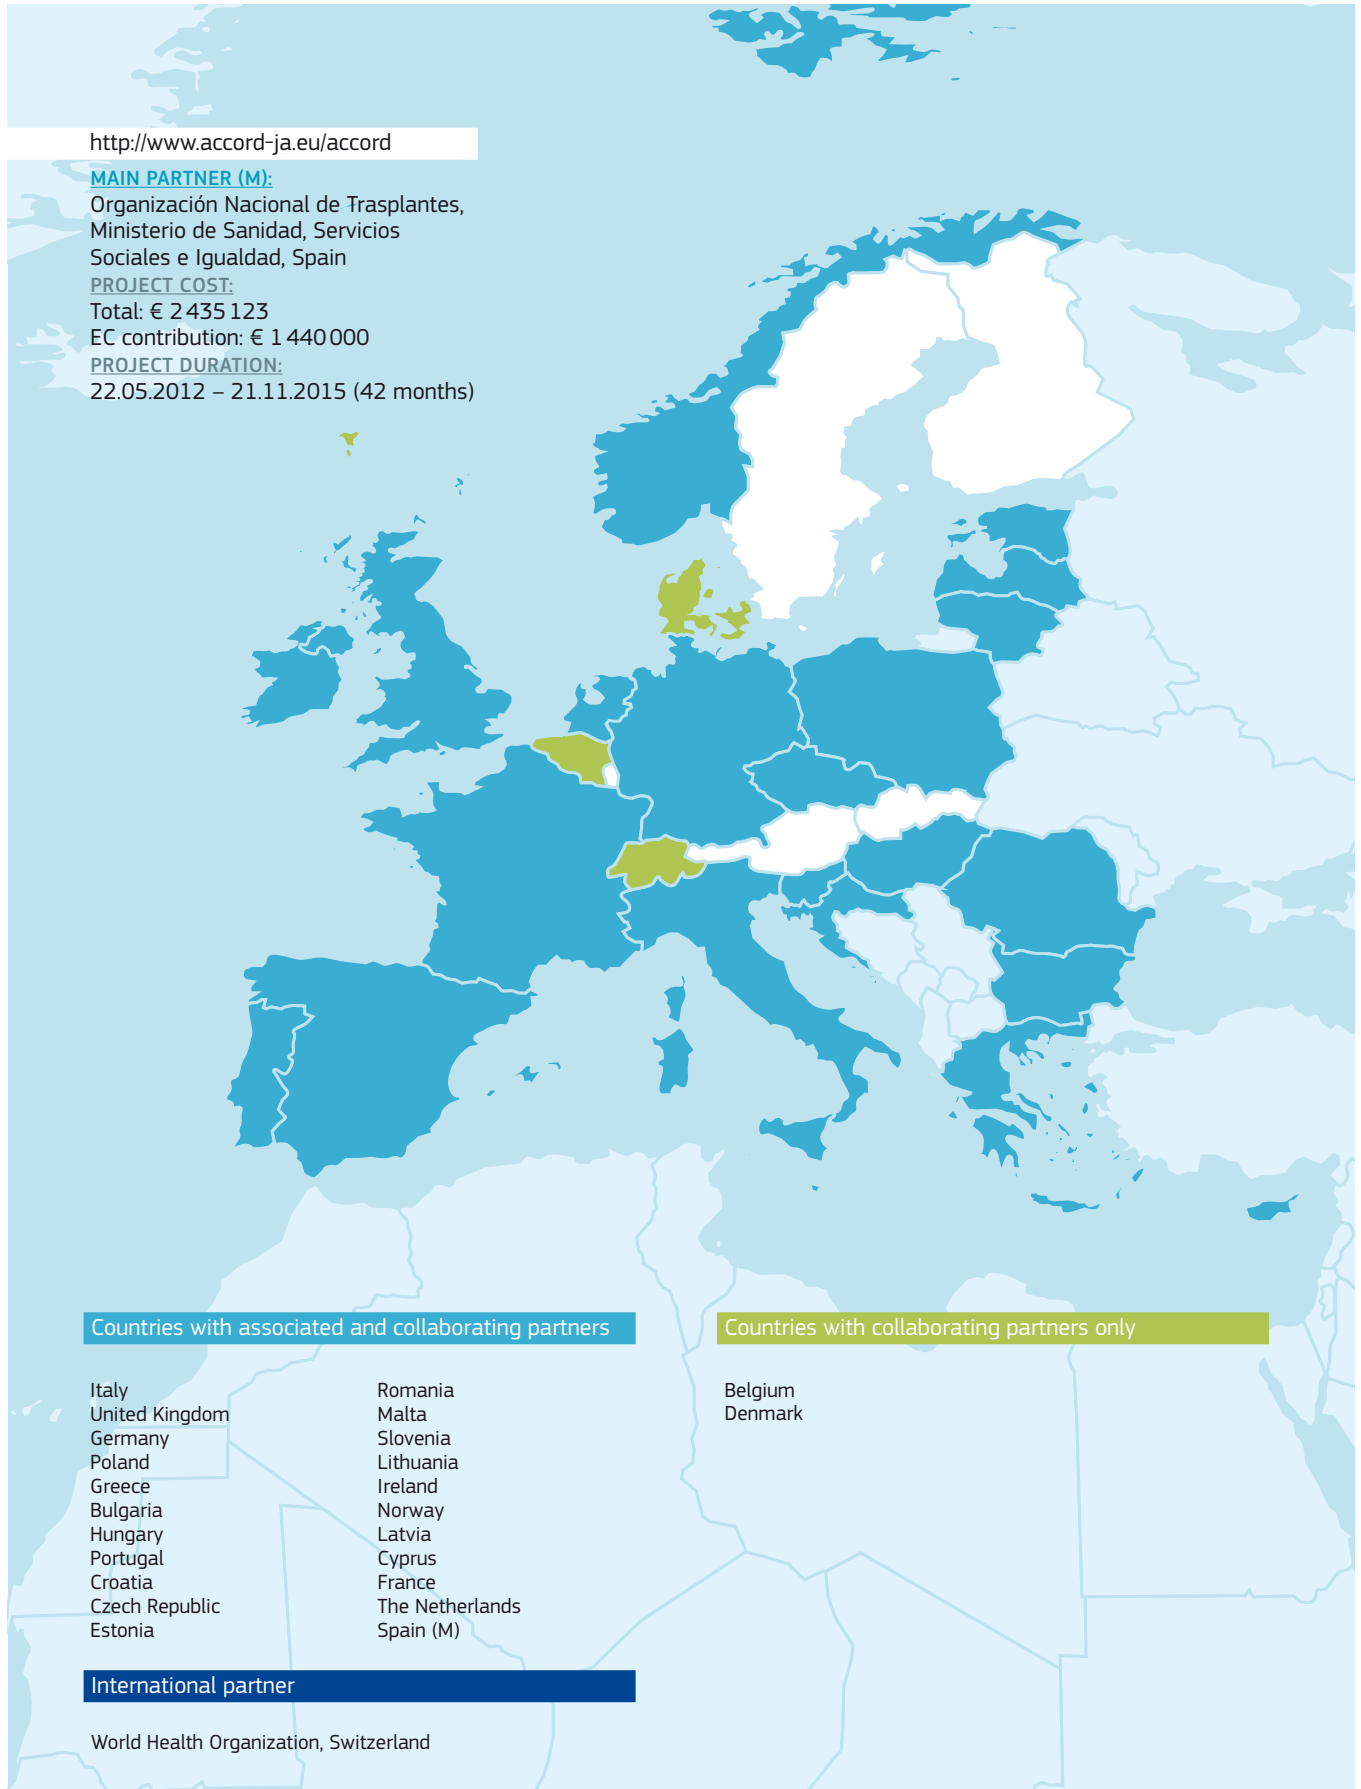 http://www.accord-ja.eu/accord
MAIN PARTNER (M):
Organización Nacional de Trasplantes,
Ministerio de Sanidad, Servicios
Sociales e Igualdad, Spain
PROJECT COST:
Total: € 2 435 123
EC contribution: € 1 440 000
PROJECT DURATION:
22.05.2012 – 21.11.2015 (42 months)
Countries with associated and collaborating partners
Italy
United Kingdom
Germany
Poland
Greece
Bulgaria
Hungary
Portugal
Croatia
Czech Republic
Estonia
Romania
Malta
Slovenia
Lithuania
Ireland
Norway
Latvia
Cyprus
France
The Netherlands
Spain (M)
Countries with collaborating partners only
Belgium
Denmark
International partner
World Health Organization, Switzerland